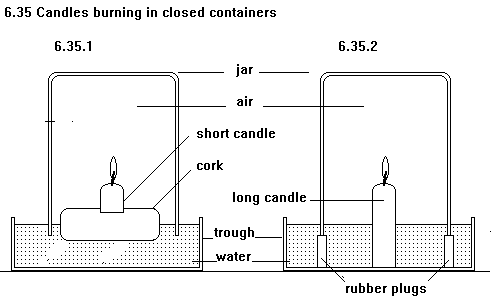 6.35 Candles burning in closed containers
6.35.1
6.35.2
jar
air
short candle
cork
long candle
trough
water
rubber plugs